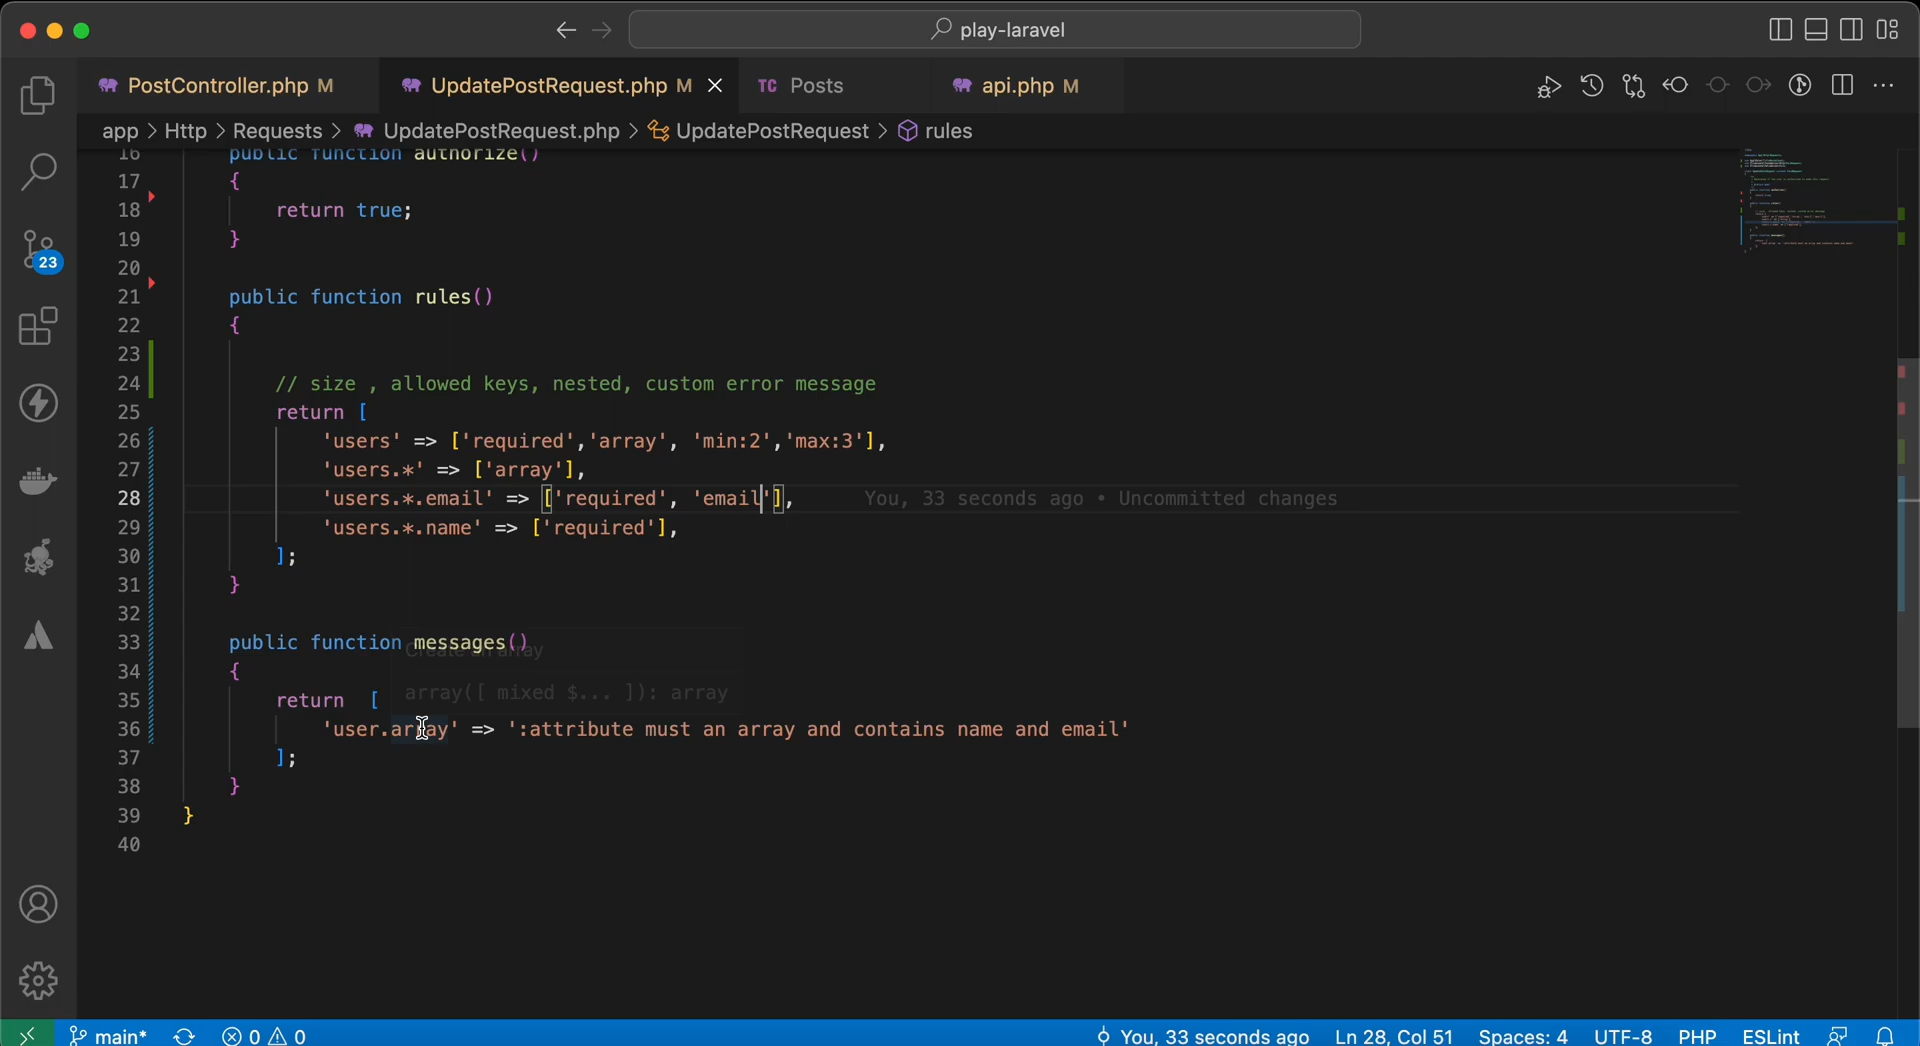 play-laravel
PostController.php M
UpdatePostRequest.php M
TC Posts
api.php M
app > Http > Requests > UpdatePostRequest.php > UpdatePostRequest > rules
16 public function authorize()
17 {
18 return true;
19 }
20
21 public function rules()
22 {
23
24 // size , allowed keys, nested, custom error message
25 return [
26 'users' => ['required','array', 'min:2','max:3'],
27 'users.*' => ['array'],
28 'users.*.email' => ['required', 'email'], You, 33 seconds ago • Uncommitted changes
29 'users.*.name' => ['required'],
30 ];
31 }
32
33 public function messages()
Create an array
34 {
array([ mixed $... ]): array
35 return [
36 'user.array' => ':attribute must an array and contains name and email'
37 ];
38 }
39 }
40
23
main* 0 0 You, 33 seconds ago Ln 28, Col 51 Spaces: 4 UTF-8 PHP ESLint